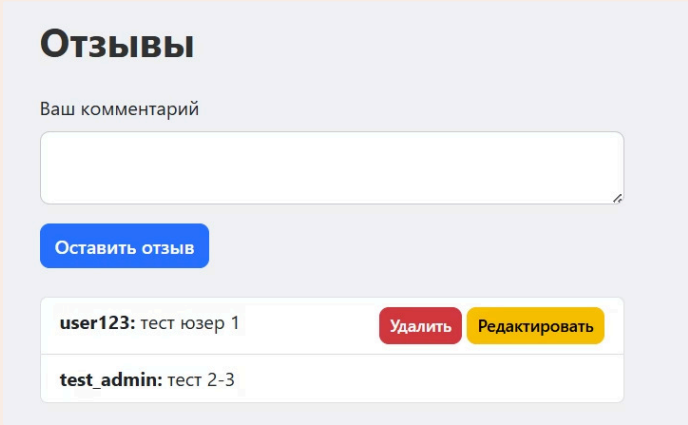 Отзывы
Ваш комментарий
Оставить отзыв
user123: тест юзер 1 Удалить Редактировать
test_admin: тест 2-3